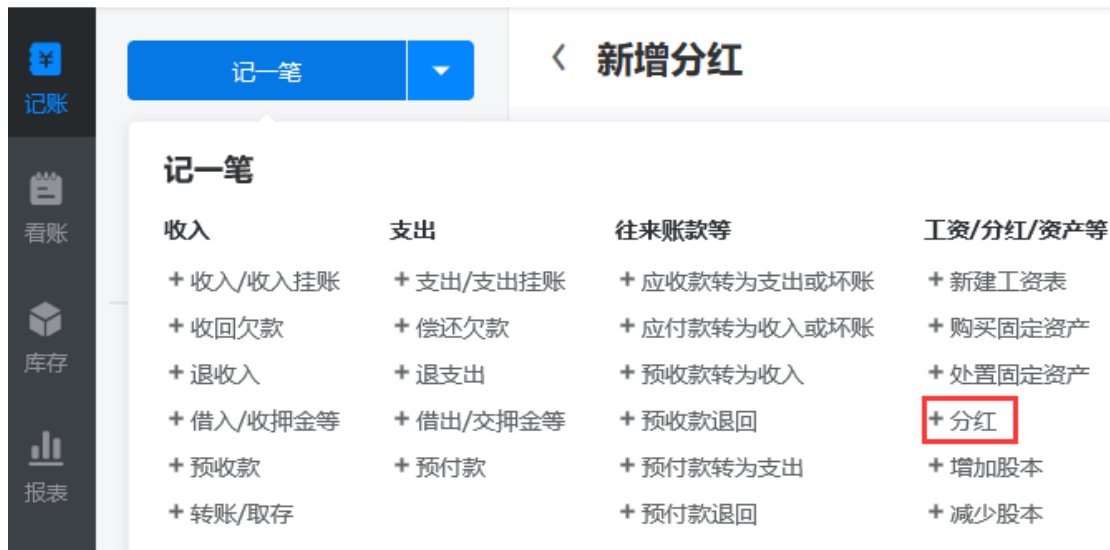 记账
看账
库存
报表
记一笔
新增分红
记一笔
收入
+ 收入/收入挂账
+ 收回欠款
+ 退收入
+ 借入/收押金等
+ 预收款
+ 转账/取存
支出
+ 支出/支出挂账
+ 偿还欠款
+ 退支出
+ 借出/交押金等
+ 预付款
往来账款等
+ 应收款转为支出或坏账
+ 应付款转为收入或坏账
+ 预收款转为收入
+ 预收款退回
+ 预付款转为支出
+ 预付款退回
工资/分红/资产等
+ 新建工资表
+ 购买固定资产
+ 处置固定资产
+ 分红
+ 增加股本
+ 减少股本